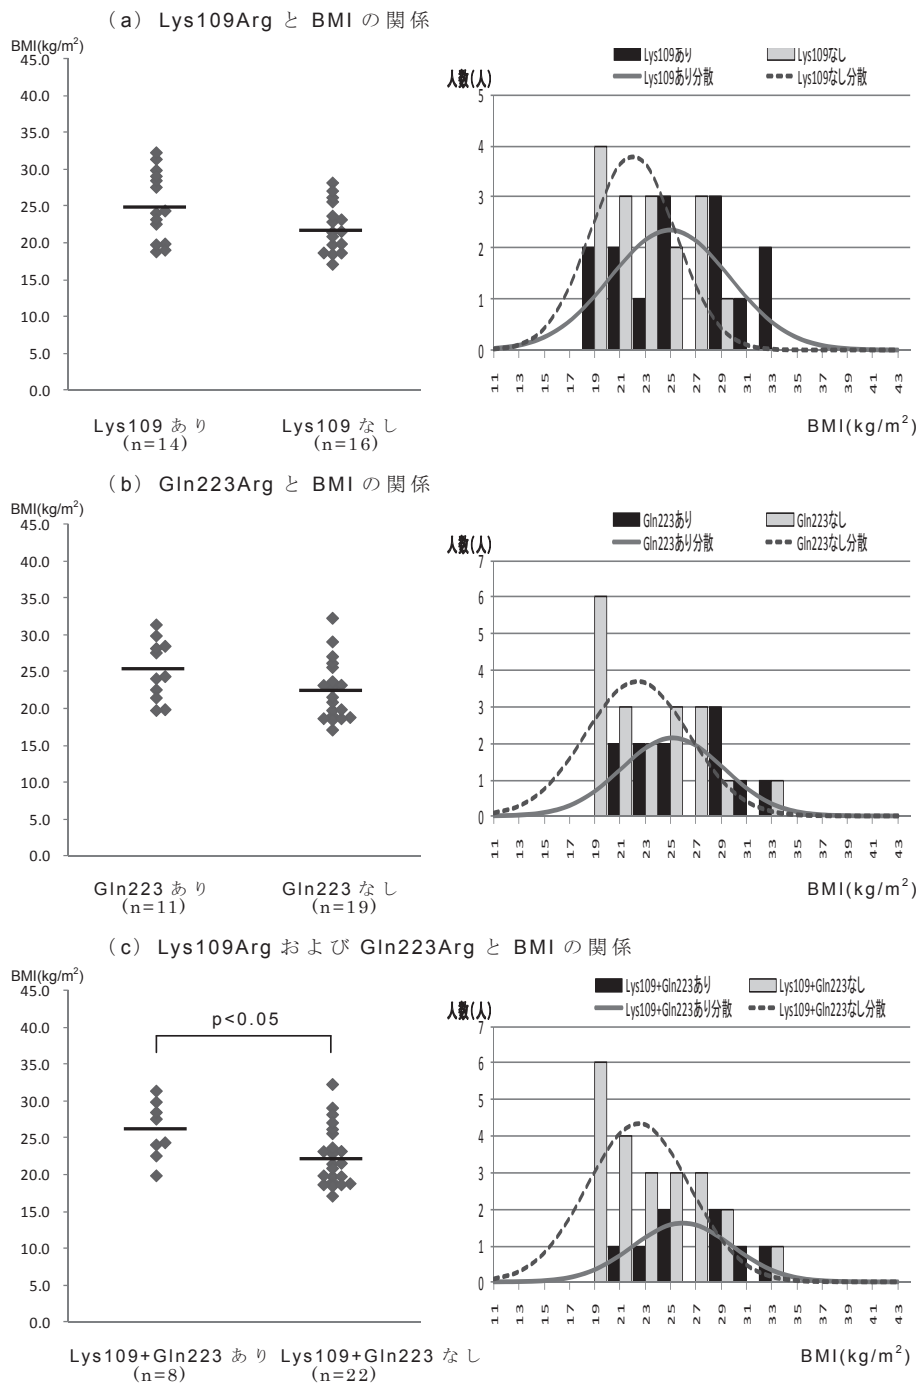 (a) Lys109Arg と BMI の関係
BMI(kg/m2)
45.0
40.0
35.0
30.0
25.0
20.0
15.0
10.0
5.0
0.0
Lys109 あり
(n=14)
Lys109 なし
(n=16)
Lys109あり
Lys109なし
Lys109あり分散
Lys109なし分散
人数(人)
5
4
3
2
1
0
11 13 15 17 19 21 23 25 27 29 31 33 35 37 39 41 43
BMI(kg/m2)
(b) Gln223Arg と BMI の関係
BMI(kg/m2)
45.0
40.0
35.0
30.0
25.0
20.0
15.0
10.0
5.0
0.0
Gln223 あり
(n=11)
Gln223 なし
(n=19)
Gln223あり
Gln223なし
Gln223あり分散
Gln223なし分散
人数(人)
7
6
5
4
3
2
1
0
11 13 15 17 19 21 23 25 27 29 31 33 35 37 39 41 43
BMI(kg/m2)
(c) Lys109Arg および Gln223Arg と BMI の関係
BMI(kg/m2)
45.0
40.0
35.0
30.0
25.0
20.0
15.0
10.0
5.0
0.0
p<0.05
Lys109+Gln223 あり
(n=8)
Lys109+Gln223 なし
(n=22)
Lys109+Gln223あり
Lys109+Gln223なし
Lys109+Gln223あり分散
Lys109+Gln223なし分散
人数(人)
7
6
5
4
3
2
1
0
11 13 15 17 19 21 23 25 27 29 31 33 35 37 39 41 43
BMI(kg/m2)